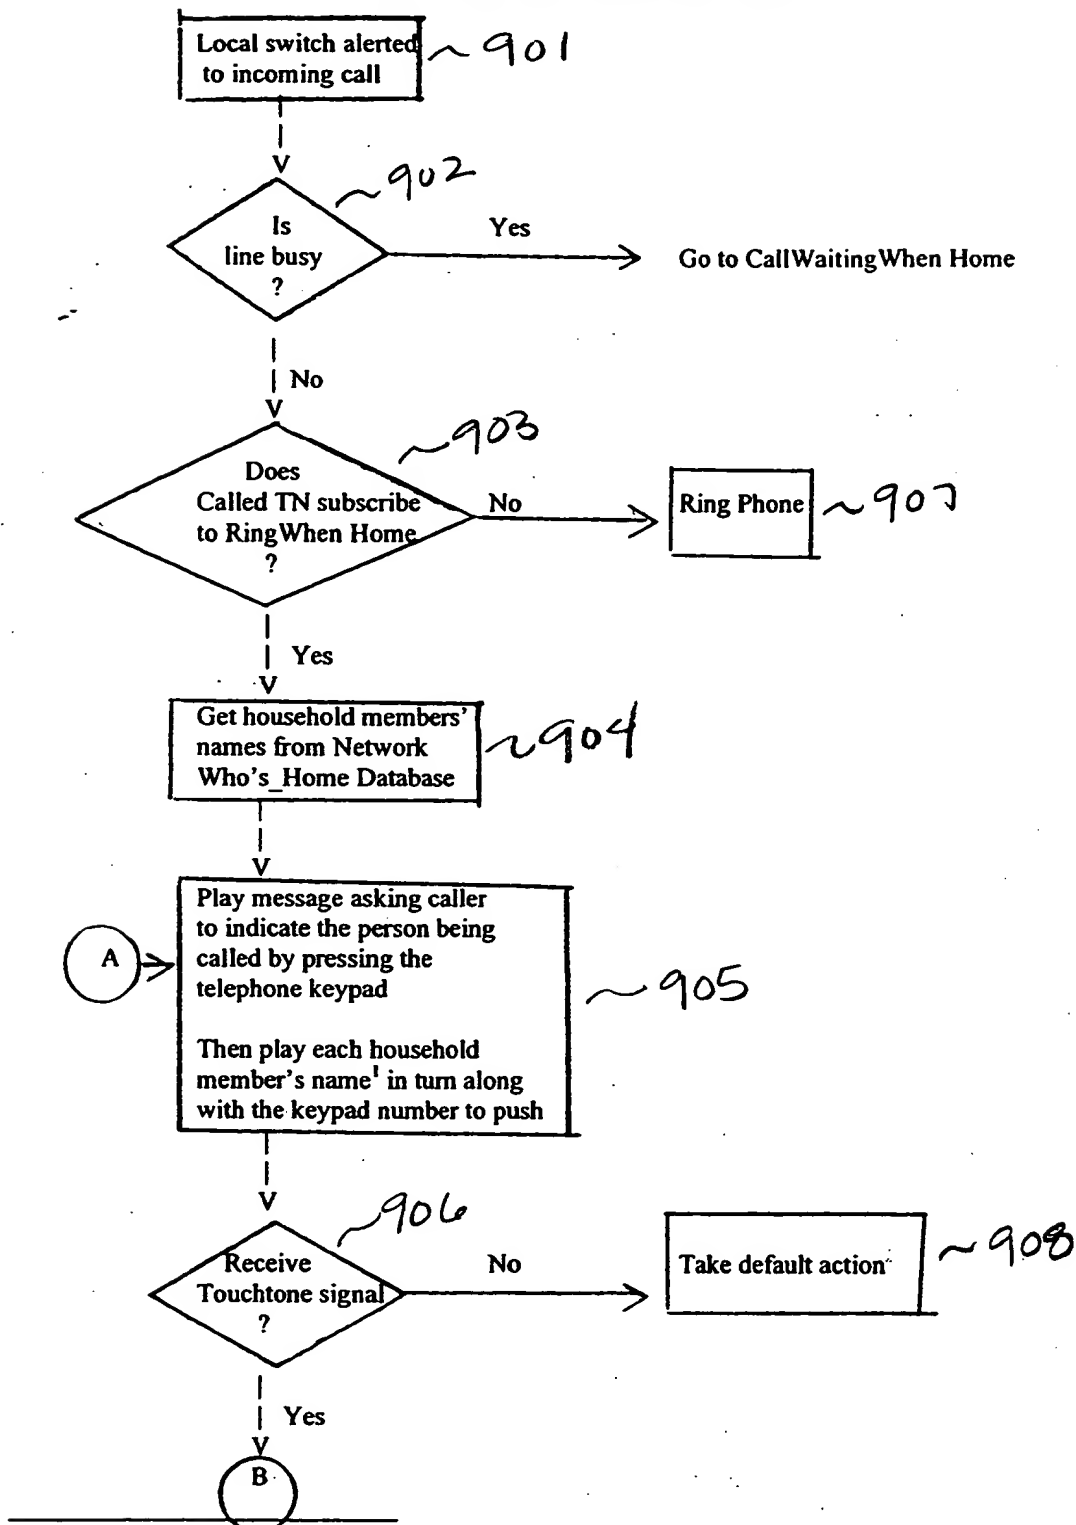 Local switch alerted
to incoming call
~901
V
~902
Is
line busy
?
Yes
Go to CallWaitingWhen Home
No
V
~903
Does
Called TN subscribe
to RingWhen Home
?
No
Ring Phone
~907
Yes
V
Get household members'
names from Network
Who's_Home Database
~904
V
Play message asking caller
to indicate the person being
called by pressing the
telephone keypad
A
~905
Then play each household
member's name¹ in turn along
with the keypad number to push
V
~906
Receive
Touchtone signal
?
No
Take default action
~908
Yes
V
B